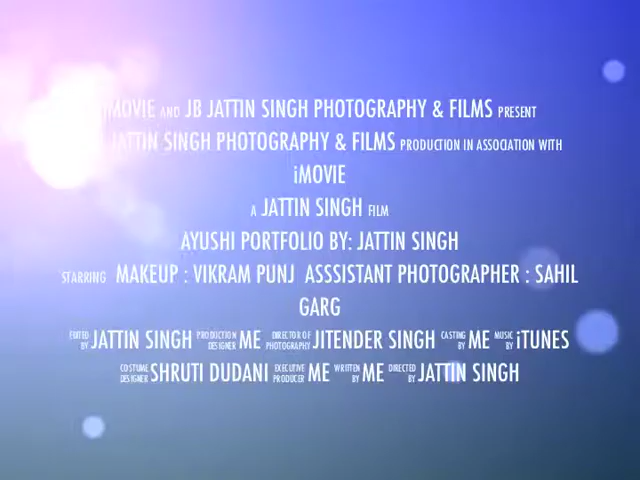 iMOVIE AND JB JATTIN SINGH PHOTOGRAPHY & FILMS PRESENT
JATTIN SINGH PHOTOGRAPHY & FILMS PRODUCTION IN ASSOCIATION WITH
iMOVIE
A JATTIN SINGH FILM
AYUSHI PORTFOLIO BY: JATTIN SINGH
STARRING MAKEUP : VIKRAM PUNJ ASSSISTANT PHOTOGRAPHER : SAHIL
GARG
EDITED BY JATTIN SINGH PRODUCTION DESIGNER ME DIRECTOR OF PHOTOGRAPHY JITENDER SINGH CASTING BY ME MUSIC BY iTUNES
COSTUME DESIGNER SHRUTI DUDANI EXECUTIVE PRODUCER ME WRITTEN BY ME DIRECTED BY JATTIN SINGH